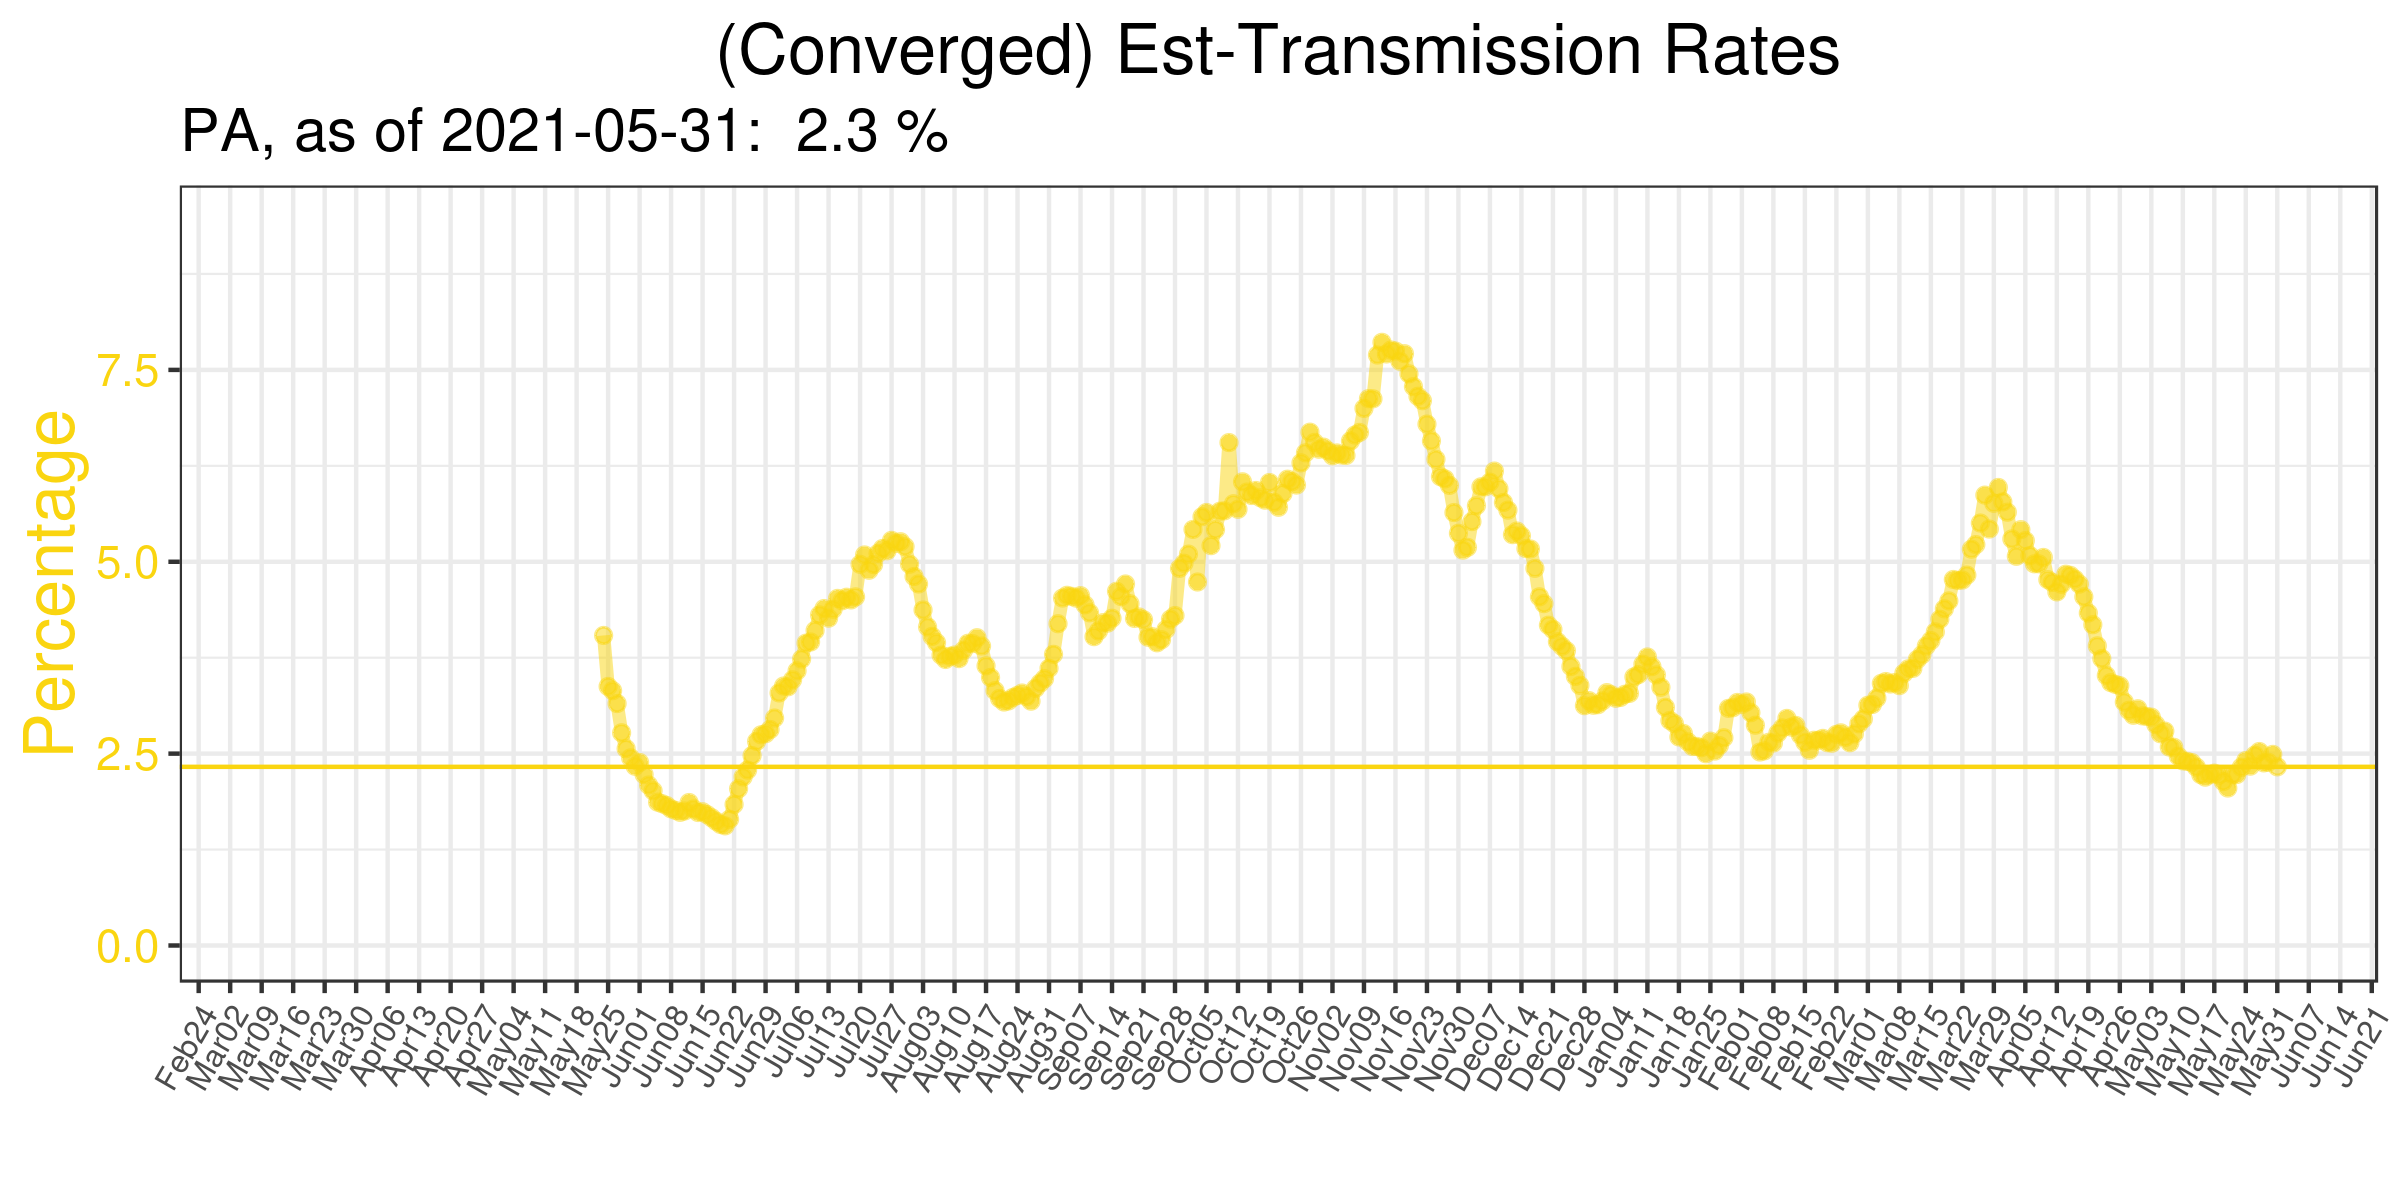 (Converged) Est-Transmission Rates
PA, as of 2021-05-31:  2.3 %
Percentage
7.5
5.0
2.5
0.0
Feb24
Mar02
Mar09
Mar16
Mar23
Mar30
Apr06
Apr13
Apr20
Apr27
May04
May11
May18
May25
Jun01
Jun08
Jun15
Jun22
Jun29
Jul06
Jul13
Jul20
Jul27
Aug03
Aug10
Aug17
Aug24
Aug31
Sep07
Sep14
Sep21
Sep28
Oct05
Oct12
Oct19
Oct26
Nov02
Nov09
Nov16
Nov23
Nov30
Dec07
Dec14
Dec21
Dec28
Jan04
Jan11
Jan18
Jan25
Feb01
Feb08
Feb15
Feb22
Mar01
Mar08
Mar15
Mar22
Mar29
Apr05
Apr12
Apr19
Apr26
May03
May10
May17
May24
May31
Jun07
Jun14
Jun21